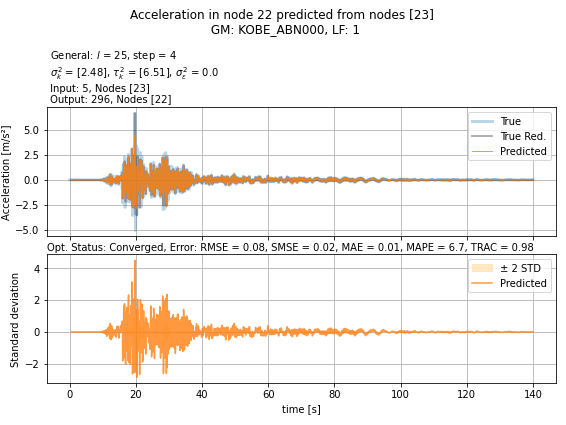 Acceleration in node 22 predicted from nodes [23]
GM: KOBE_ABN000, LF: 1
General: l = 25, step = 4
σ²ₖ = [2.48], τ²ₖ = [6.51], σ²ε = 0.0
Input: 5, Nodes [23]
Output: 296, Nodes [22]
Acceleration [m/s²]
5.0
2.5
0.0
−2.5
−5.0
True
True Red.
Predicted
Opt. Status: Converged, Error: RMSE = 0.08, SMSE = 0.02, MAE = 0.01, MAPE = 6.7, TRAC = 0.98
Standard deviation
4
2
0
−2
± 2 STD
Predicted
0 20 40 60 80 100 120 140
time [s]